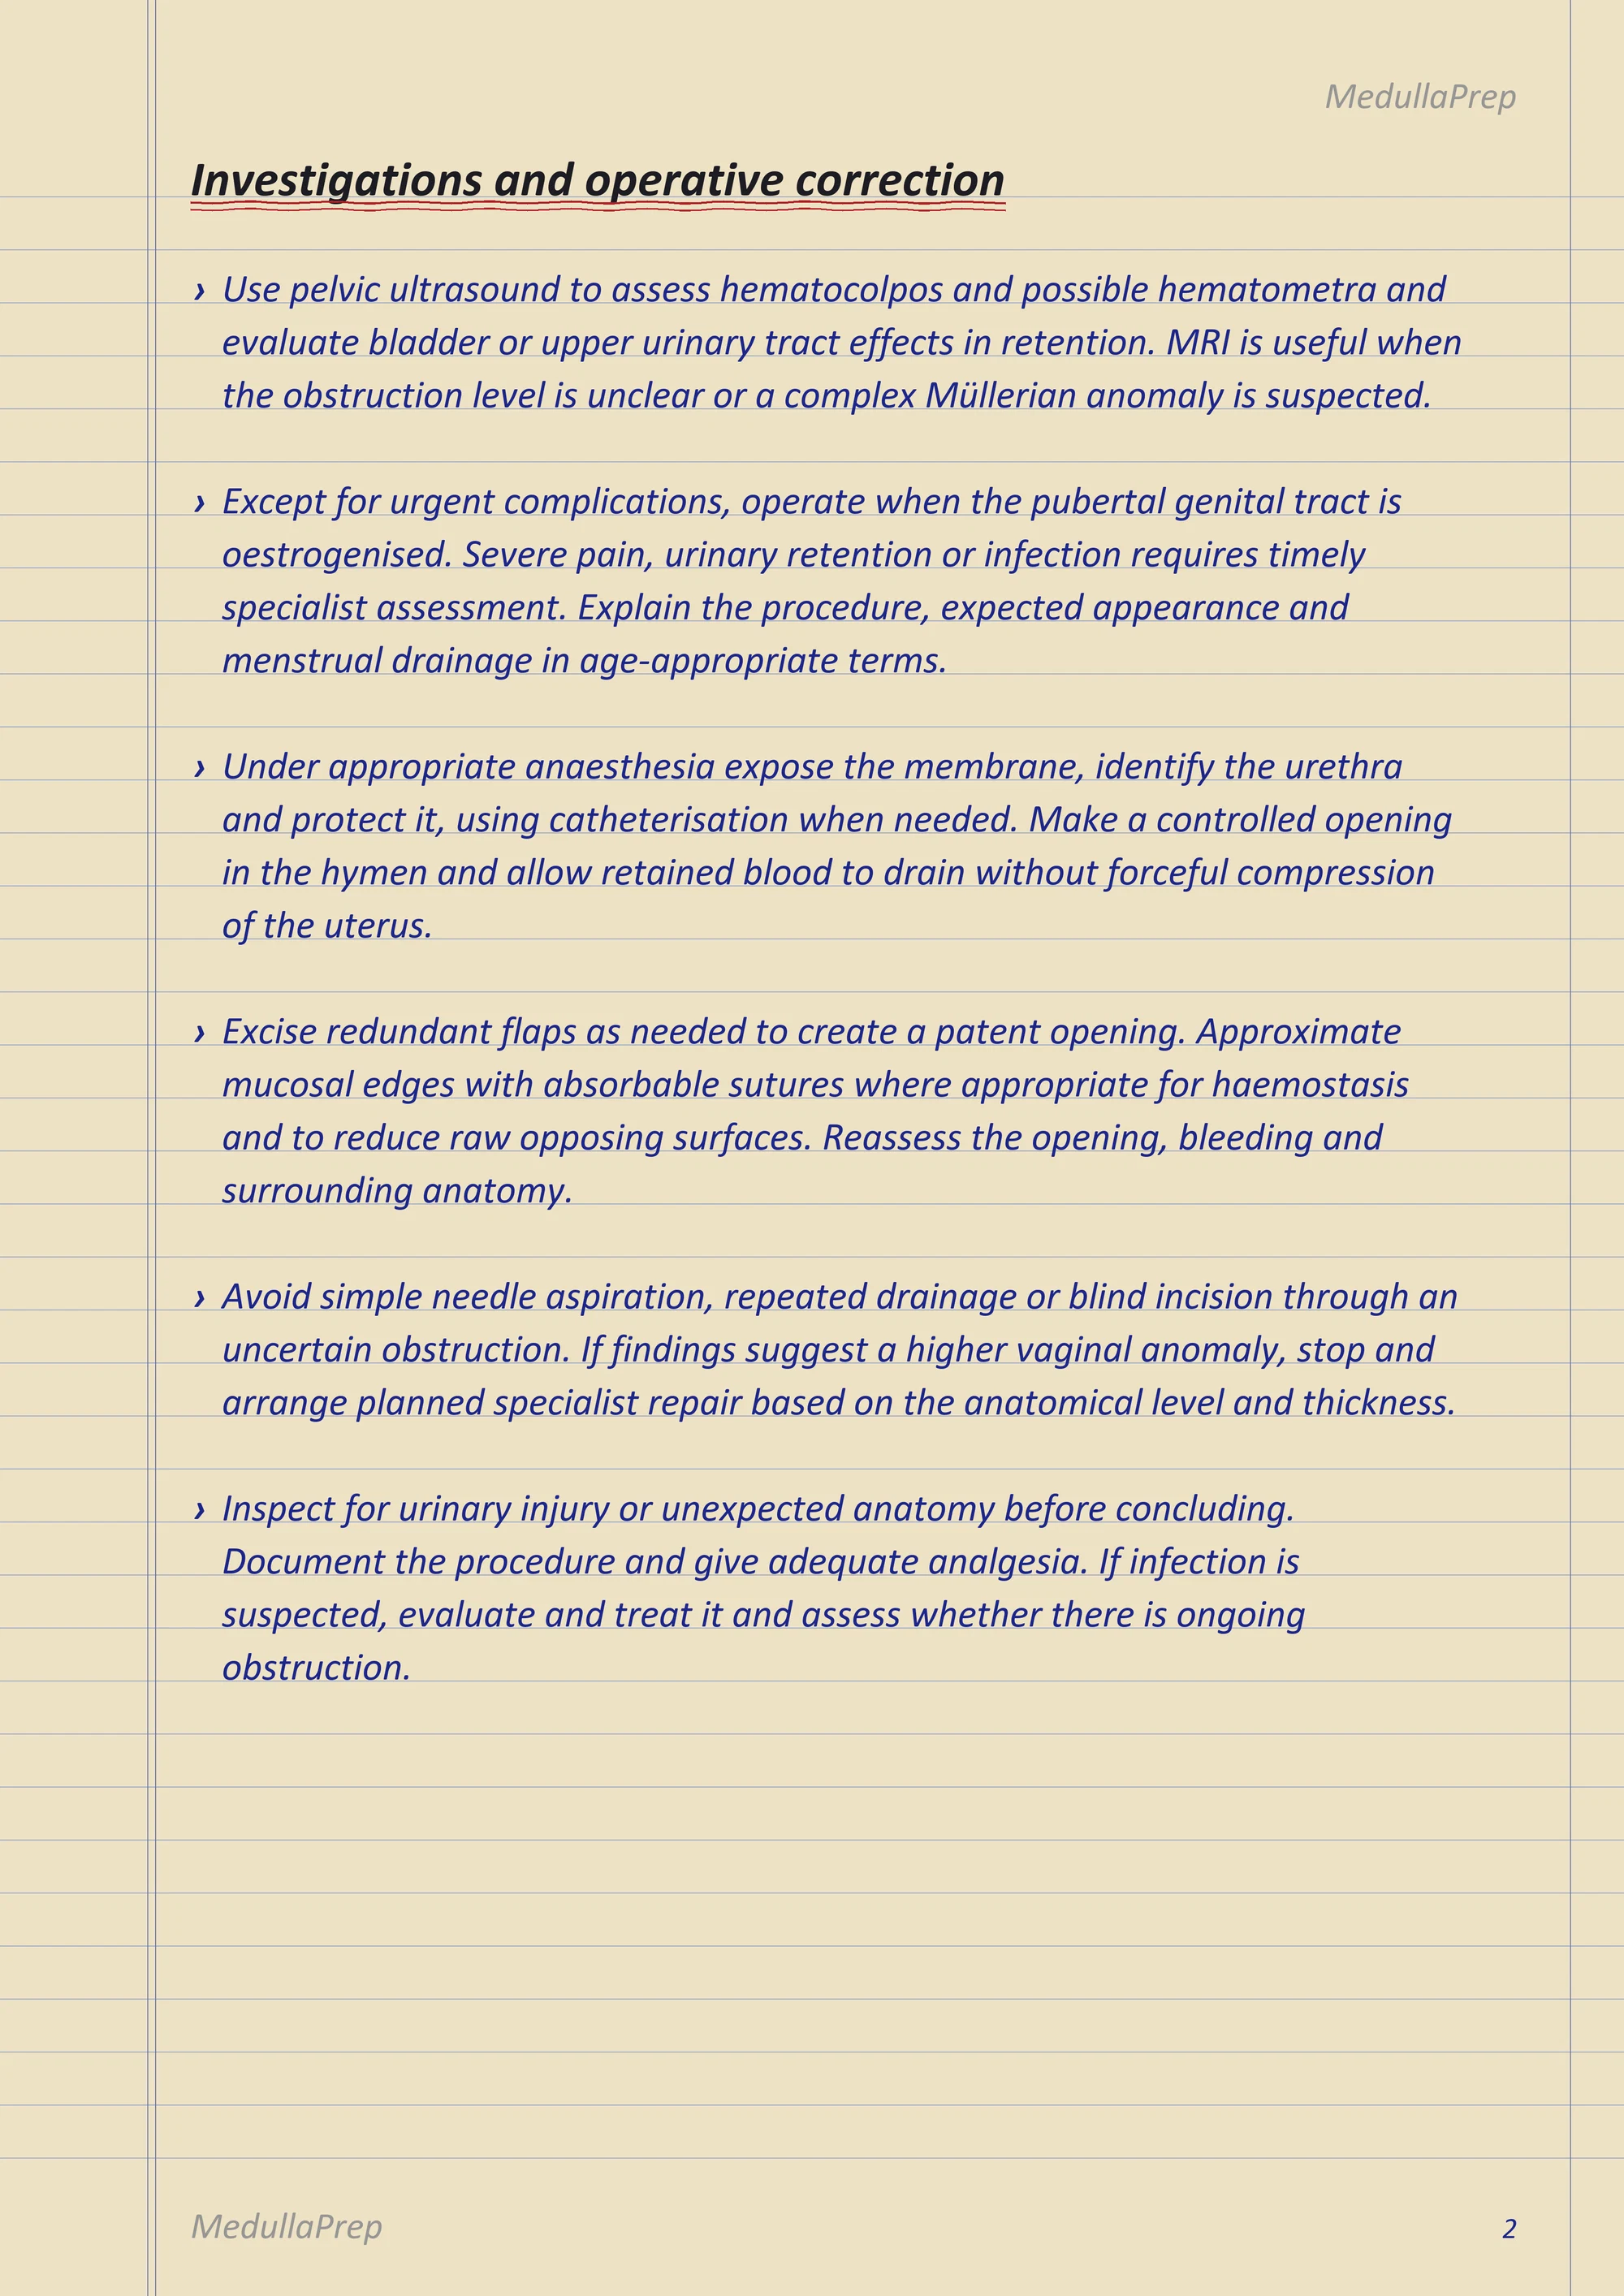 MedullaPrep
Investigations and operative correction
› Use pelvic ultrasound to assess hematocolpos and possible hematometra and
evaluate bladder or upper urinary tract effects in retention. MRI is useful when
the obstruction level is unclear or a complex Müllerian anomaly is suspected.
› Except for urgent complications, operate when the pubertal genital tract is
oestrogenised. Severe pain, urinary retention or infection requires timely
specialist assessment. Explain the procedure, expected appearance and
menstrual drainage in age-appropriate terms.
› Under appropriate anaesthesia expose the membrane, identify the urethra
and protect it, using catheterisation when needed. Make a controlled opening
in the hymen and allow retained blood to drain without forceful compression
of the uterus.
› Excise redundant flaps as needed to create a patent opening. Approximate
mucosal edges with absorbable sutures where appropriate for haemostasis
and to reduce raw opposing surfaces. Reassess the opening, bleeding and
surrounding anatomy.
› Avoid simple needle aspiration, repeated drainage or blind incision through an
uncertain obstruction. If findings suggest a higher vaginal anomaly, stop and
arrange planned specialist repair based on the anatomical level and thickness.
› Inspect for urinary injury or unexpected anatomy before concluding.
Document the procedure and give adequate analgesia. If infection is
suspected, evaluate and treat it and assess whether there is ongoing
obstruction.
MedullaPrep
2